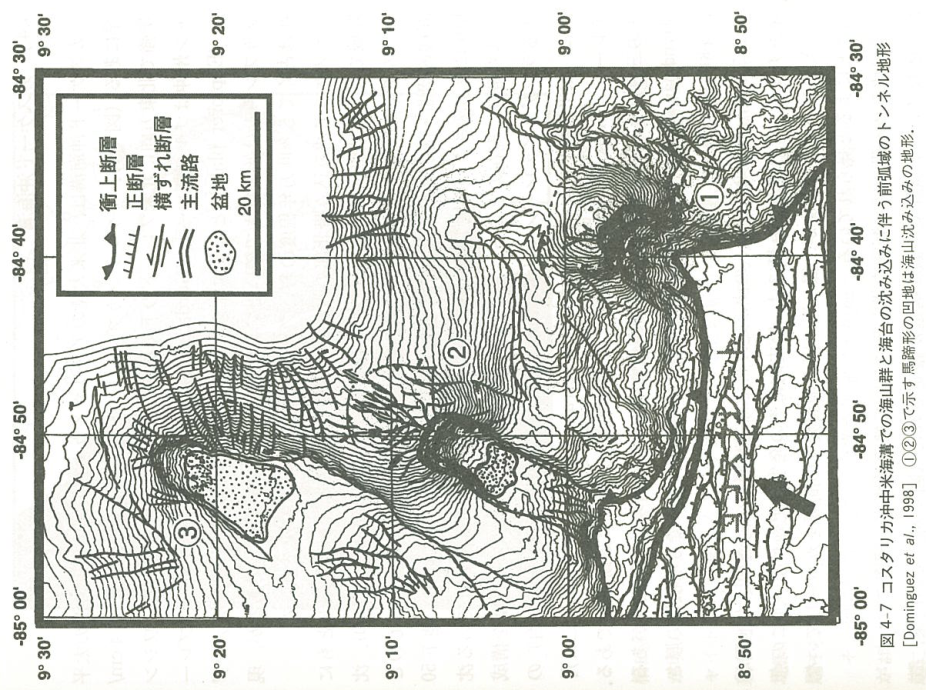 -84° 30'
-84° 40'
-84° 50'
-85° 00'
9° 30'
9° 20'
9° 10'
9° 00'
8° 50'
衝上断層
正断層
横ずれ断層
主流路
盆地
20 km
①
②
③
ココスプレート
9° 30'
9° 20'
9° 10'
9° 00'
8° 50'
-84° 30'
-84° 40'
-84° 50'
-85° 00'
図 4-7 コスタリカ沖中米海溝での海山群と海台の沈み込みに伴う前弧域のトンネル地形
[Dominguez et al., 1998] ①②③で示す馬蹄形の凹地は海山沈み込みの地形.